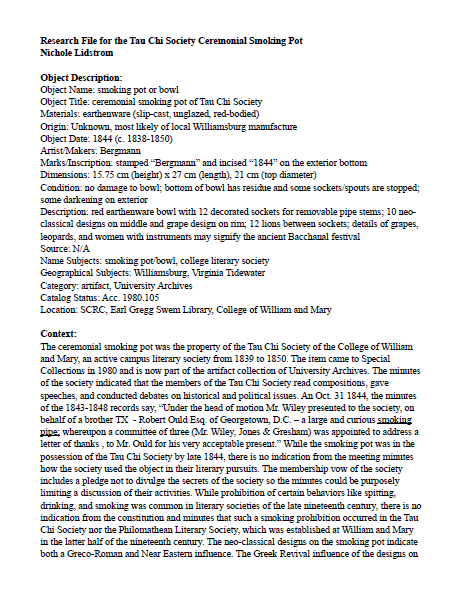 Research File for the Tau Chi Society Ceremonial Smoking Pot
Nichole Lidstrom
Object Description:
Object Name: smoking pot or bowl
Object Title: ceremonial smoking pot of Tau Chi Society
Materials: earthenware (slip-cast, unglazed, red-bodied)
Origin: Unknown, most likely of local Williamsburg manufacture
Object Date: 1844 (c. 1838-1850)
Artist/Makers: Bergmann
Marks/Inscription: stamped “Bergmann” and incised “1844” on the exterior bottom
Dimensions: 15.75 cm (height) x 27 cm (length), 21 cm (top diameter)
Condition: no damage to bowl; bottom of bowl has residue and some sockets/spouts are stopped;
some darkening on exterior
Description: red earthenware bowl with 12 decorated sockets for removable pipe stems; 10 neo-
classical designs on middle and grape design on rim; 12 lions between sockets; details of grapes,
leopards, and women with instruments may signify the ancient Bacchanal festival
Source: N/A
Name Subjects: smoking pot/bowl, college literary society
Geographical Subjects: Williamsburg, Virginia Tidewater
Category: artifact, University Archives
Catalog Status: Acc. 1980.105
Location: SCRC, Earl Gregg Swem Library, College of William and Mary
Context:
The ceremonial smoking pot was the property of the Tau Chi Society of the College of William
and Mary, an active campus literary society from 1839 to 1850. The item came to Special
Collections in 1980 and is now part of the artifact collection of University Archives. The minutes
of the society indicated that the members of the Tau Chi Society read compositions, gave
speeches, and conducted debates on historical and political issues. An Oct. 31 1844, the minutes
of the 1843-1848 records say, “Under the head of motion Mr. Wiley presented to the society, on
behalf of a brother TX - Robert Ould Esq. of Georgetown, D.C. – a large and curious smoking
pipe; whereupon a committee of three (Mr. Wiley, Jones & Gresham) was appointed to address a
letter of thanks , to Mr. Ould for his very acceptable present.” While the smoking pot was in the
possession of the Tau Chi Society by late 1844, there is no indication from the meeting minutes
how the society used the object in their literary pursuits. The membership vow of the society
includes a pledge not to divulge the secrets of the society so the minutes could be purposely
limiting a discussion of their activities. While prohibition of certain behaviors like spitting,
drinking, and smoking was common in literary societies of the late nineteenth century, there is no
indication from the constitution and minutes that such a smoking prohibition occurred in the Tau
Chi Society nor the Philomathean Literary Society, which was established at William and Mary
in the latter half of the nineteenth century. The neo-classical designs on the smoking pot indicate
both a Greco-Roman and Near Eastern influence. The Greek Revival influence of the designs on